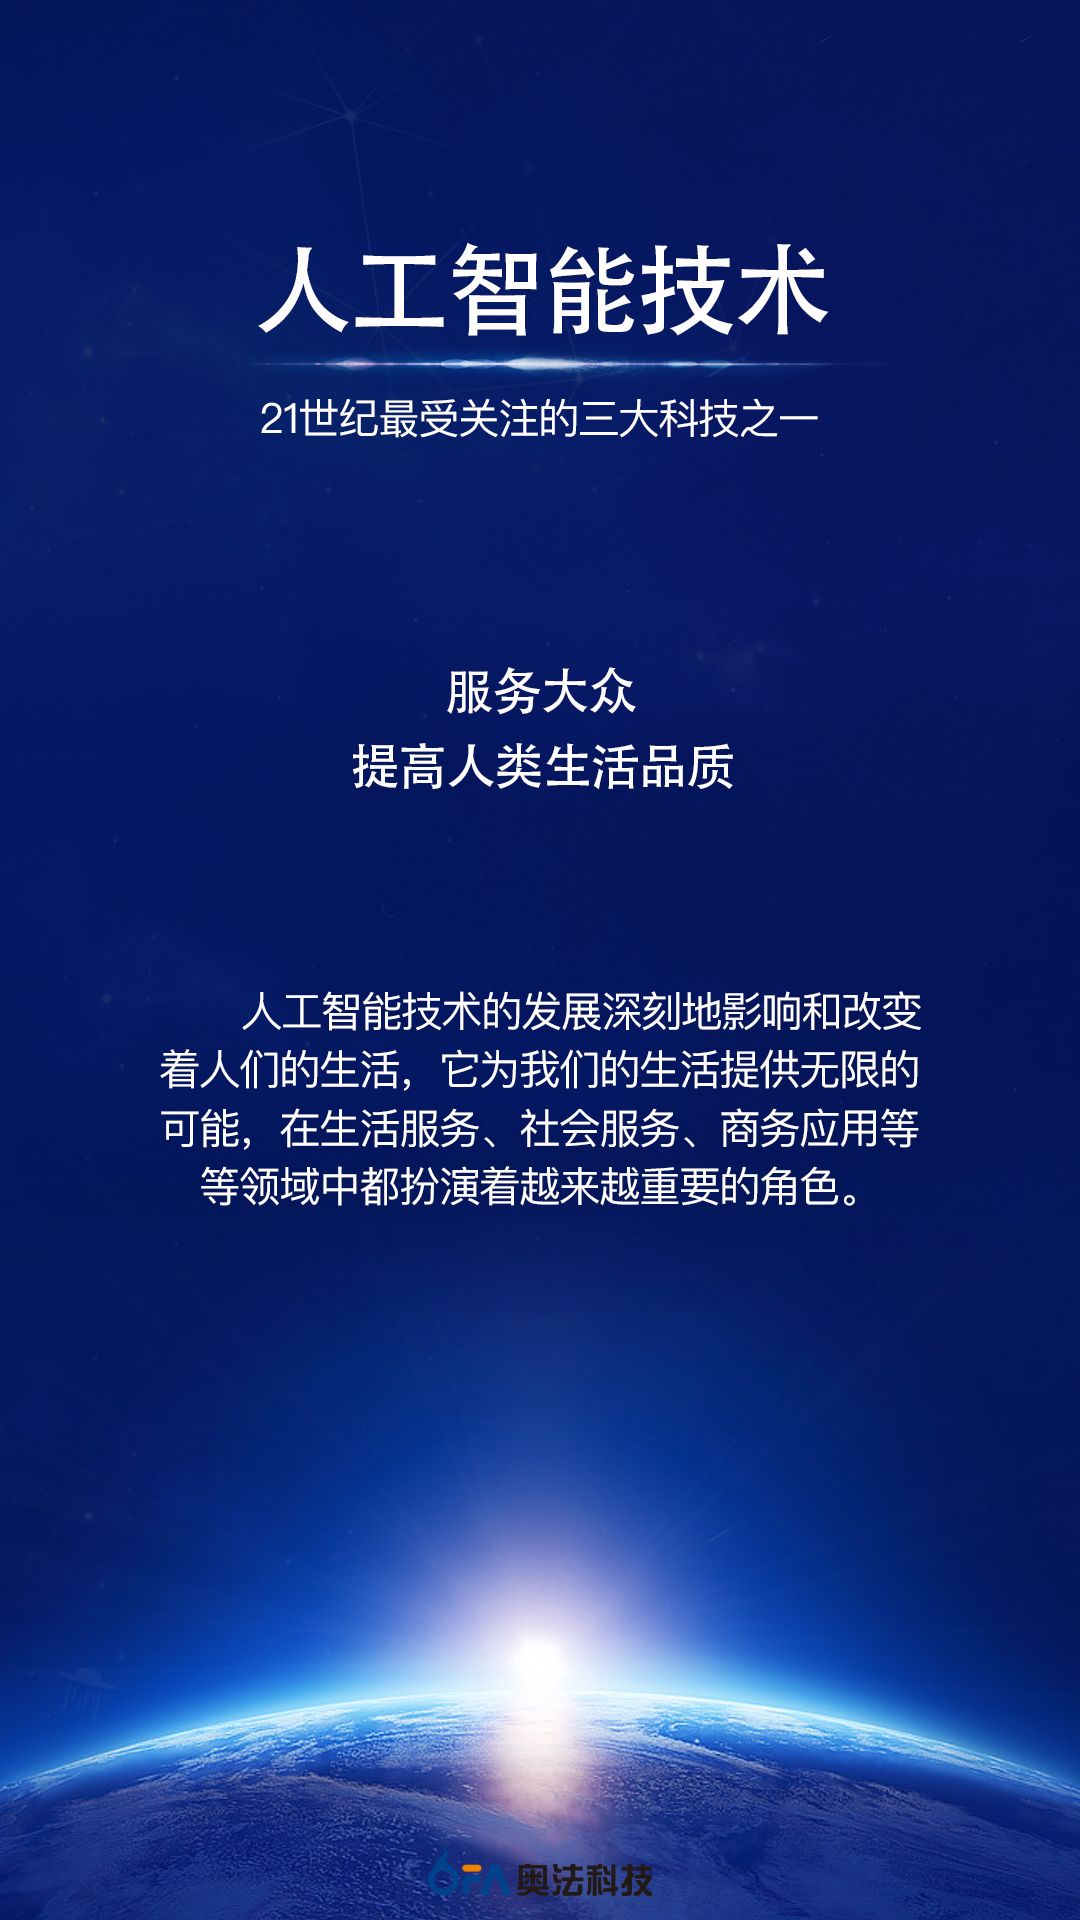 人工智能技术
21世纪最受关注的三大科技之一
服务大众
提高人类生活品质
人工智能技术的发展深刻地影响和改变
着人们的生活，它为我们的生活提供无限的
可能，在生活服务、社会服务、商务应用等
等领域中都扮演着越来越重要的角色。
OFA 奥法科技